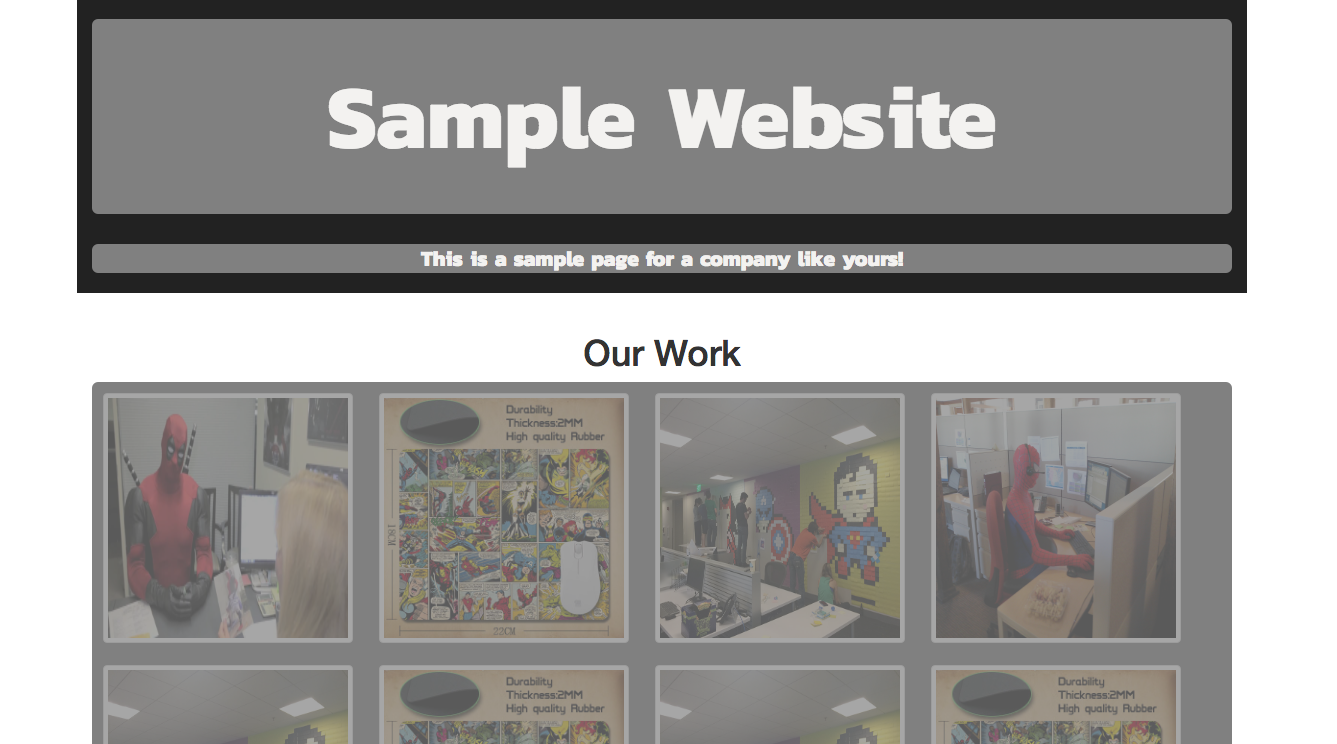 Sample Website
This is a sample page for a company like yours!
Our Work
Durability
Thickness:2MM
High quality Rubber
18CM
22CM
Durability
Thickness:2MM
High quality Rubber
Durability
Thickness:2MM
High quality Rubber